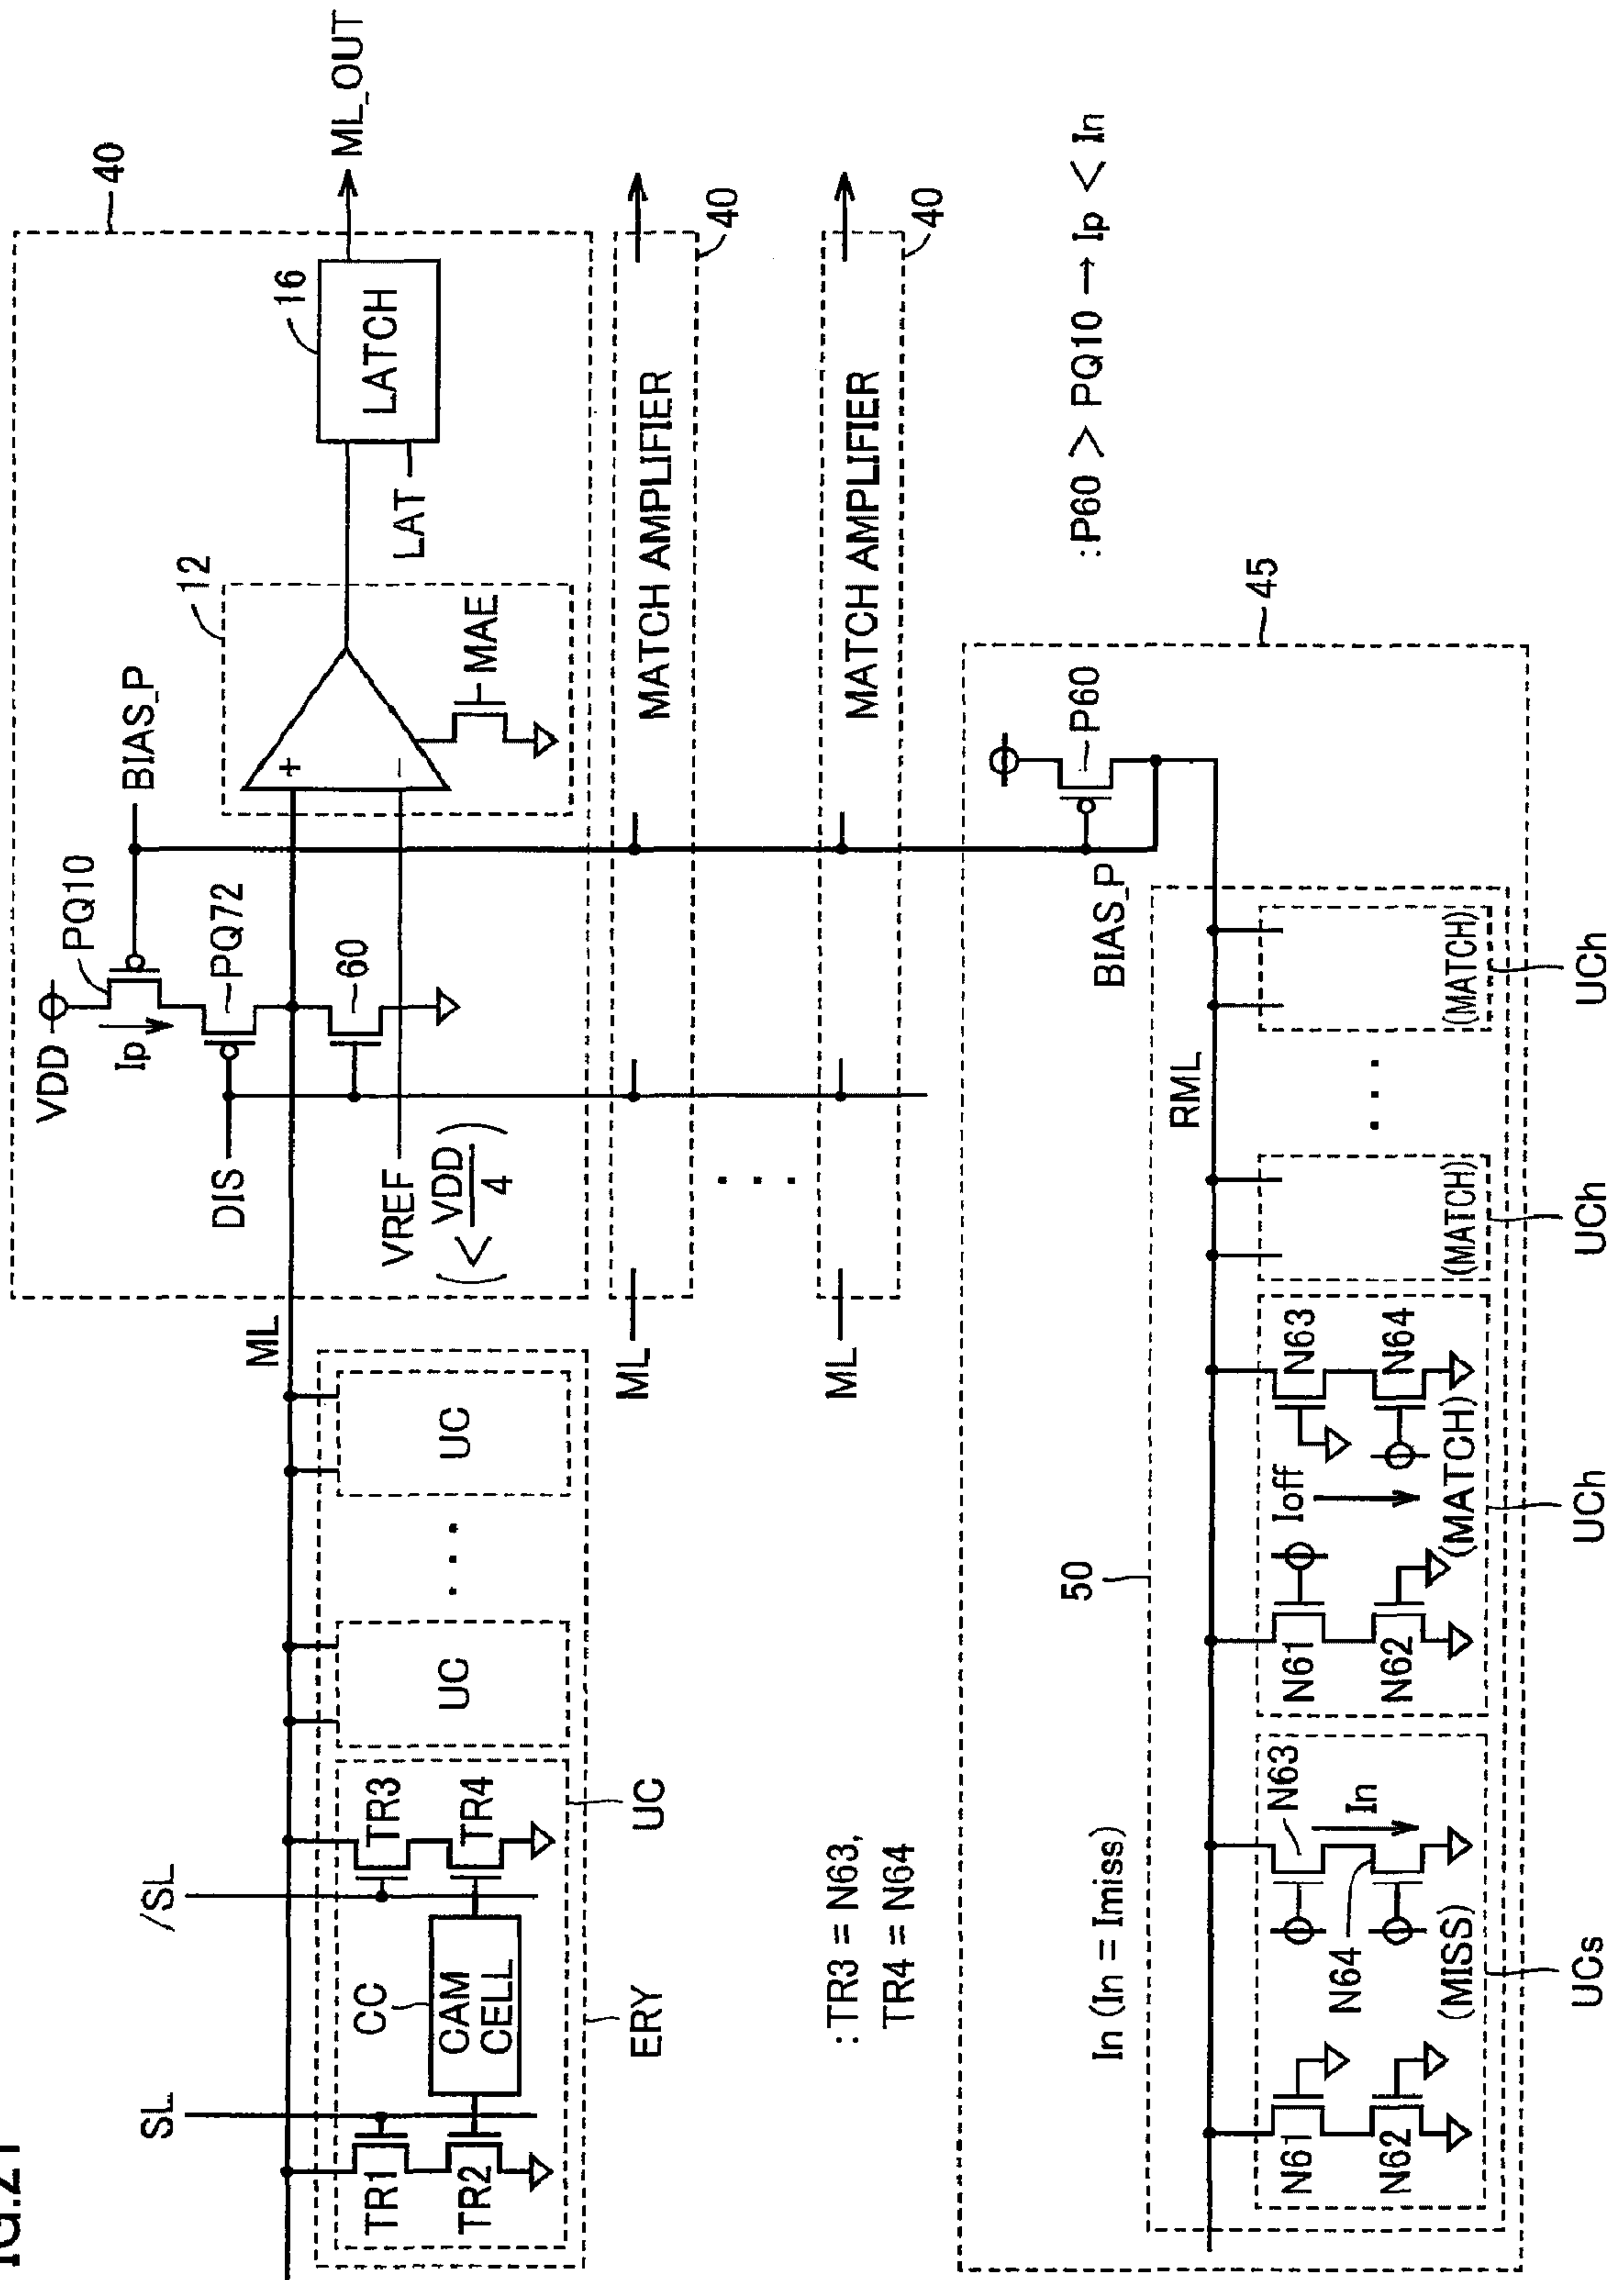 40
VDD
PQ10
BIAS_P
Ip
PQ72
12
16
LATCH
ML_OUT
DIS
60
+
−
MAE
LAT
VREF
( < VDD / 4 )
ML
SL
/SL
TR1
TR2
CC
CAM
CELL
TR3
TR4
UC
UC
. . .
UC
ERY
ML
MATCH AMPLIFIER
40
. . .
ML
MATCH AMPLIFIER
40
:TR3 = N63,
TR4 = N64
:P60 > PQ10 → Ip < In
45
P60
BIAS_P
50
RML
In (In = Imiss)
N61
N62
N63
In
N64
(MISS)
UCs
N61
N62
Ioff
N63
N64
(MATCH)
UCh
(MATCH)
UCh
. . .
(MATCH)
UCh